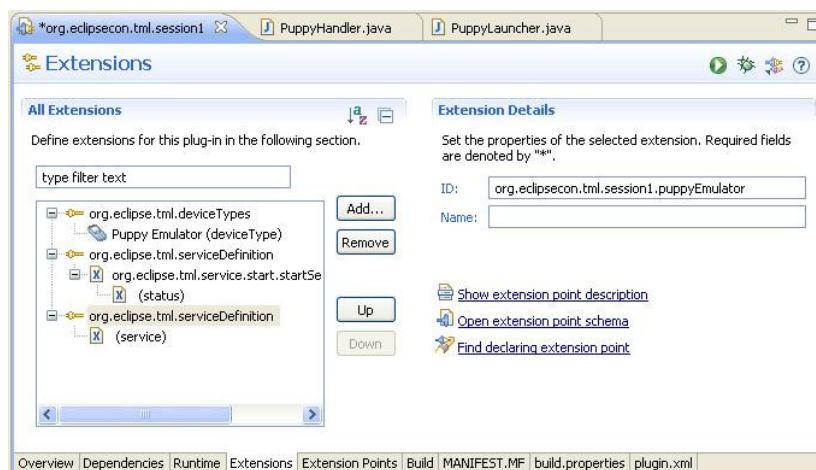 *org.eclipsecon.tml.session1
PuppyHandler.java
PuppyLauncher.java
Extensions
All Extensions
Define extensions for this plug-in in the following section.
type filter text
org.eclipse.tml.deviceTypes
Puppy Emulator (deviceType)
org.eclipse.tml.serviceDefinition
org.eclipse.tml.service.start.startSe
(status)
org.eclipse.tml.serviceDefinition
(service)
Add...
Remove
Up
Down
Extension Details
Set the properties of the selected extension. Required fields
are denoted by "*".
ID: org.eclipsecon.tml.session1.puppyEmulator
Name:
Show extension point description
Open extension point schema
Find declaring extension point
Overview Dependencies Runtime Extensions Extension Points Build MANIFEST.MF build.properties plugin.xml